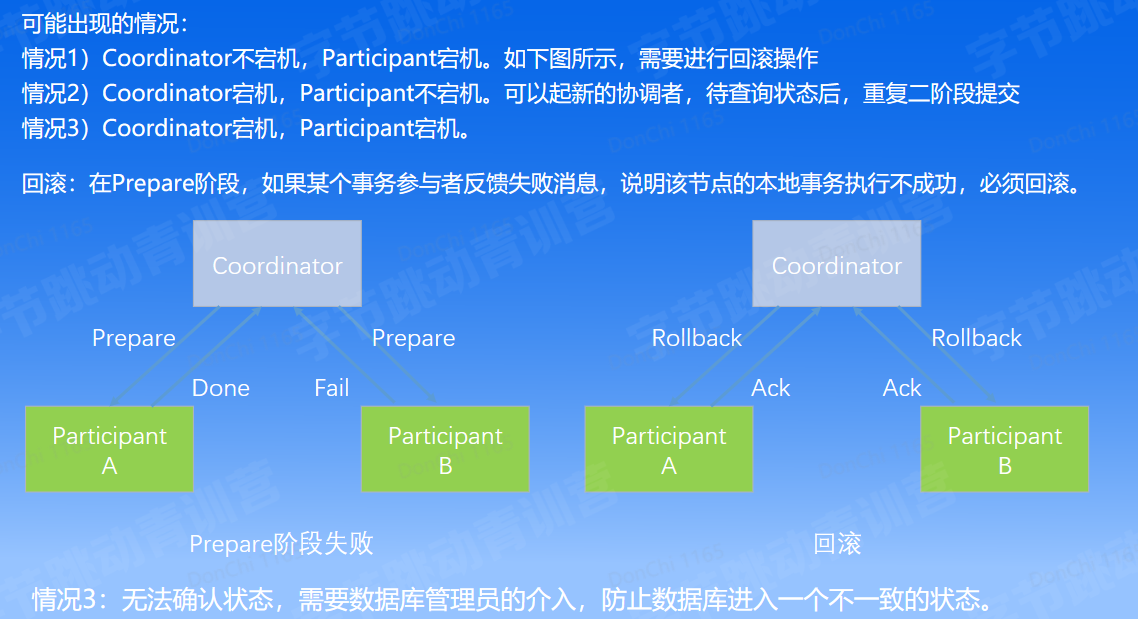 可能出现的情况：
情况1）Coordinator不宕机，Participant宕机。如下图所示，需要进行回滚操作
情况2）Coordinator宕机，Participant不宕机。可以起新的协调者，待查询状态后，重复二阶段提交
情况3）Coordinator宕机，Participant宕机。
回滚：在Prepare阶段，如果某个事务参与者反馈失败消息，说明该节点的本地事务执行不成功，必须回滚。
Coordinator
Prepare
Prepare
Done
Fail
Participant
A
Participant
B
Prepare阶段失败
Coordinator
Rollback
Rollback
Ack
Ack
Participant
A
Participant
B
回滚
情况3：无法确认状态，需要数据库管理员的介入，防止数据库进入一个不一致的状态。
字节跳动青训营
DonChi 1165